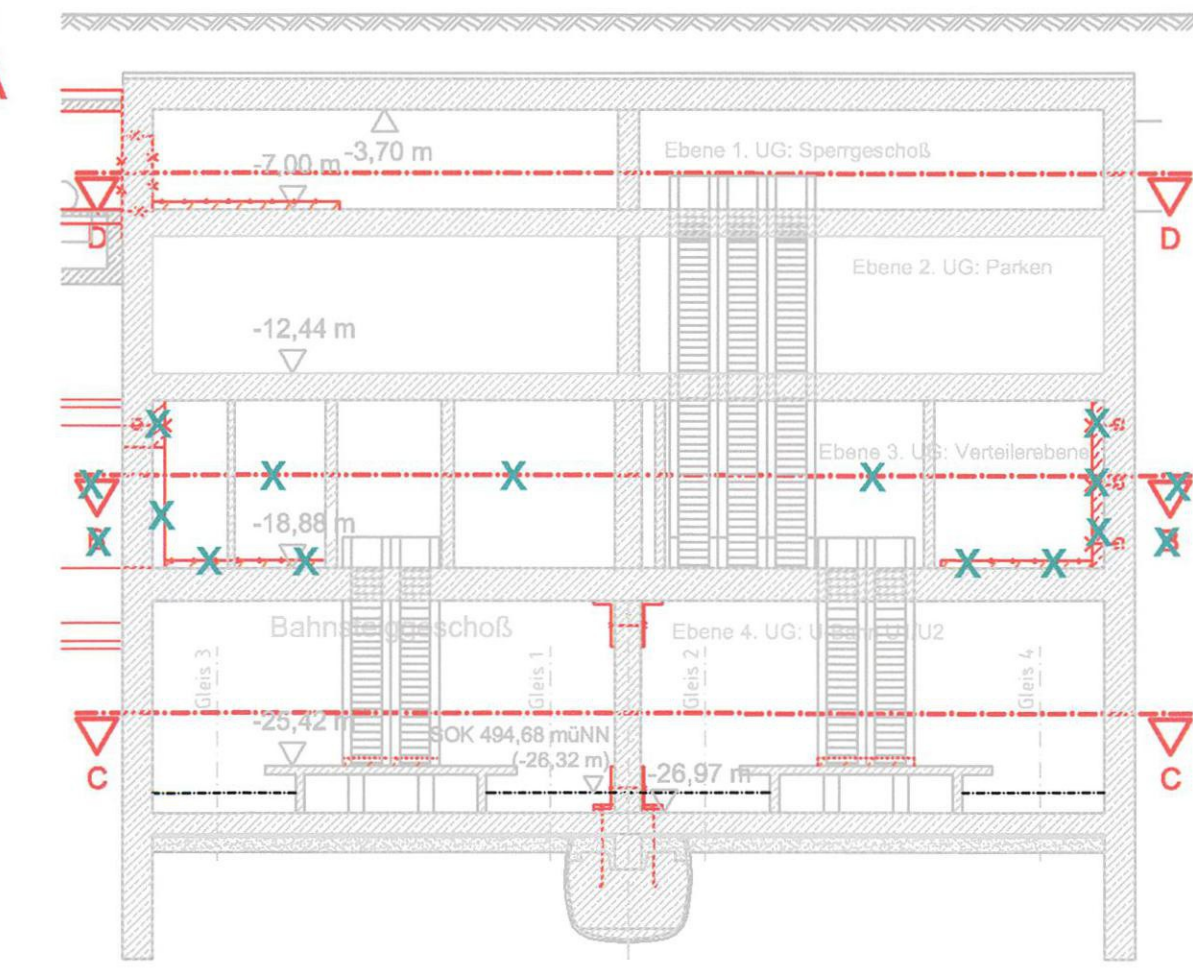 -3,70 m
-7,00 m
Ebene 1. UG: Sperrgeschoß
D
D
Ebene 2. UG: Parken
-12,44 m
Ebene 3. UG: Verteilerebene
-18,88 m
B
B
Bahnsteiggeschoß
Ebene 4. UG: U-Bahn U1/U2
Gleis 3
Gleis 1
Gleis 2
Gleis 4
-25,42 m
SOK 494,68 müNN
(-26,32 m)
-26,97 m
C
C